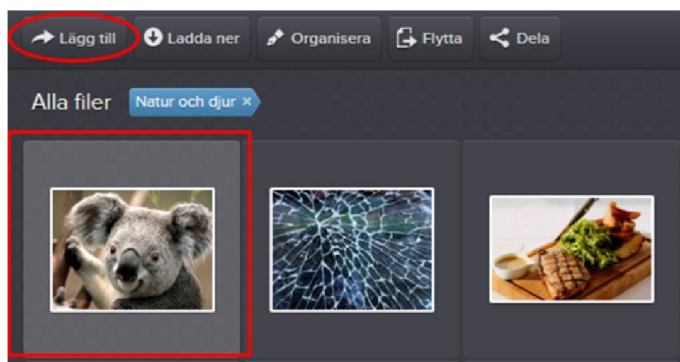 Lägg till Ladda ner Organisera Flytta Dela
Alla filer Natur och djur ×